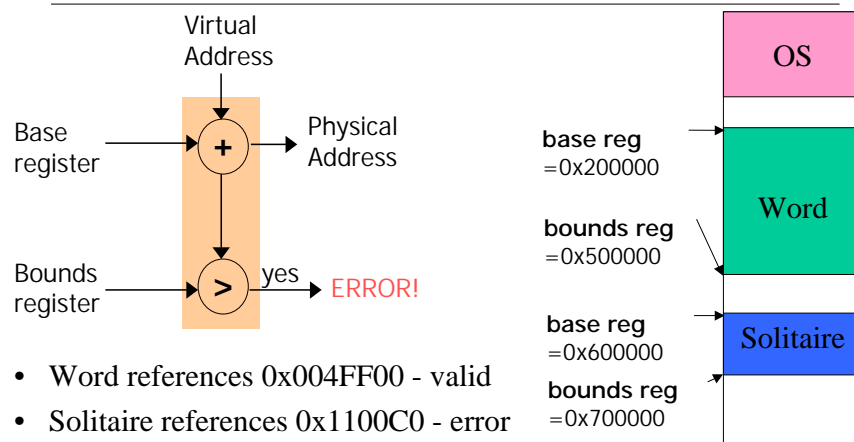 Virtual
Address
Base
register
+
Physical
Address
Bounds
register
>
yes
ERROR!
OS
base reg
=0x200000
Word
bounds reg
=0x500000
base reg
=0x600000
Solitaire
bounds reg
=0x700000
• Word references 0x004FF00 - valid
• Solitaire references 0x1100C0 - error